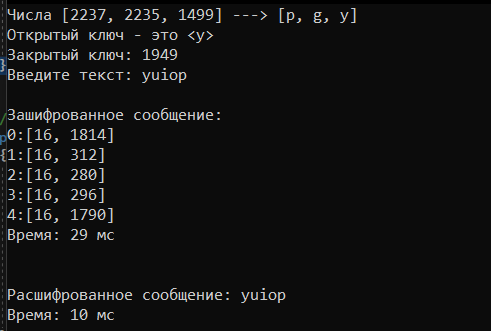 Числа [2237, 2235, 1499] ---> [p, g, y]
Открытый ключ - это <y>
Закрытый ключ: 1949
Введите текст: yuiop
Зашифрованное сообщение:
0:[16, 1814]
1:[16, 312]
2:[16, 280]
3:[16, 296]
4:[16, 1790]
Время: 29 мс
Расшифрованное сообщение: yuiop
Время: 10 мс